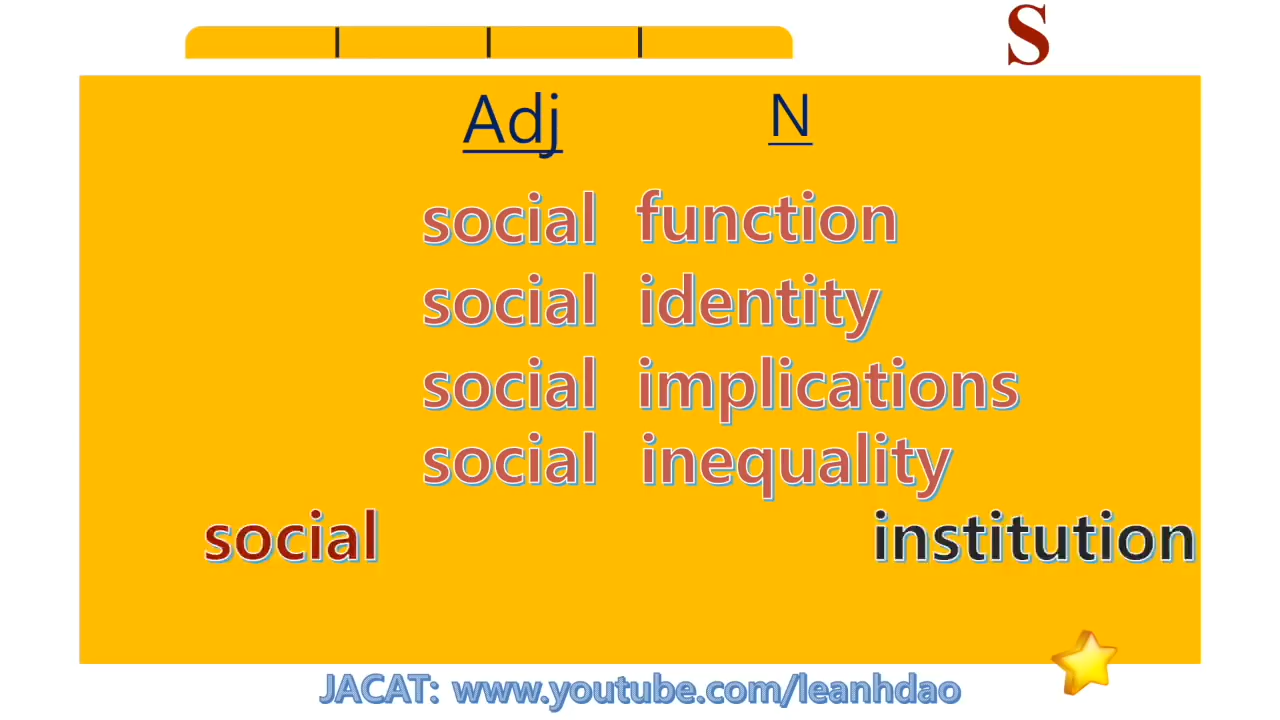 S
Adj N
social function
social identity
social implications
social inequality
social institution
JACAT: www.youtube.com/leanhdao